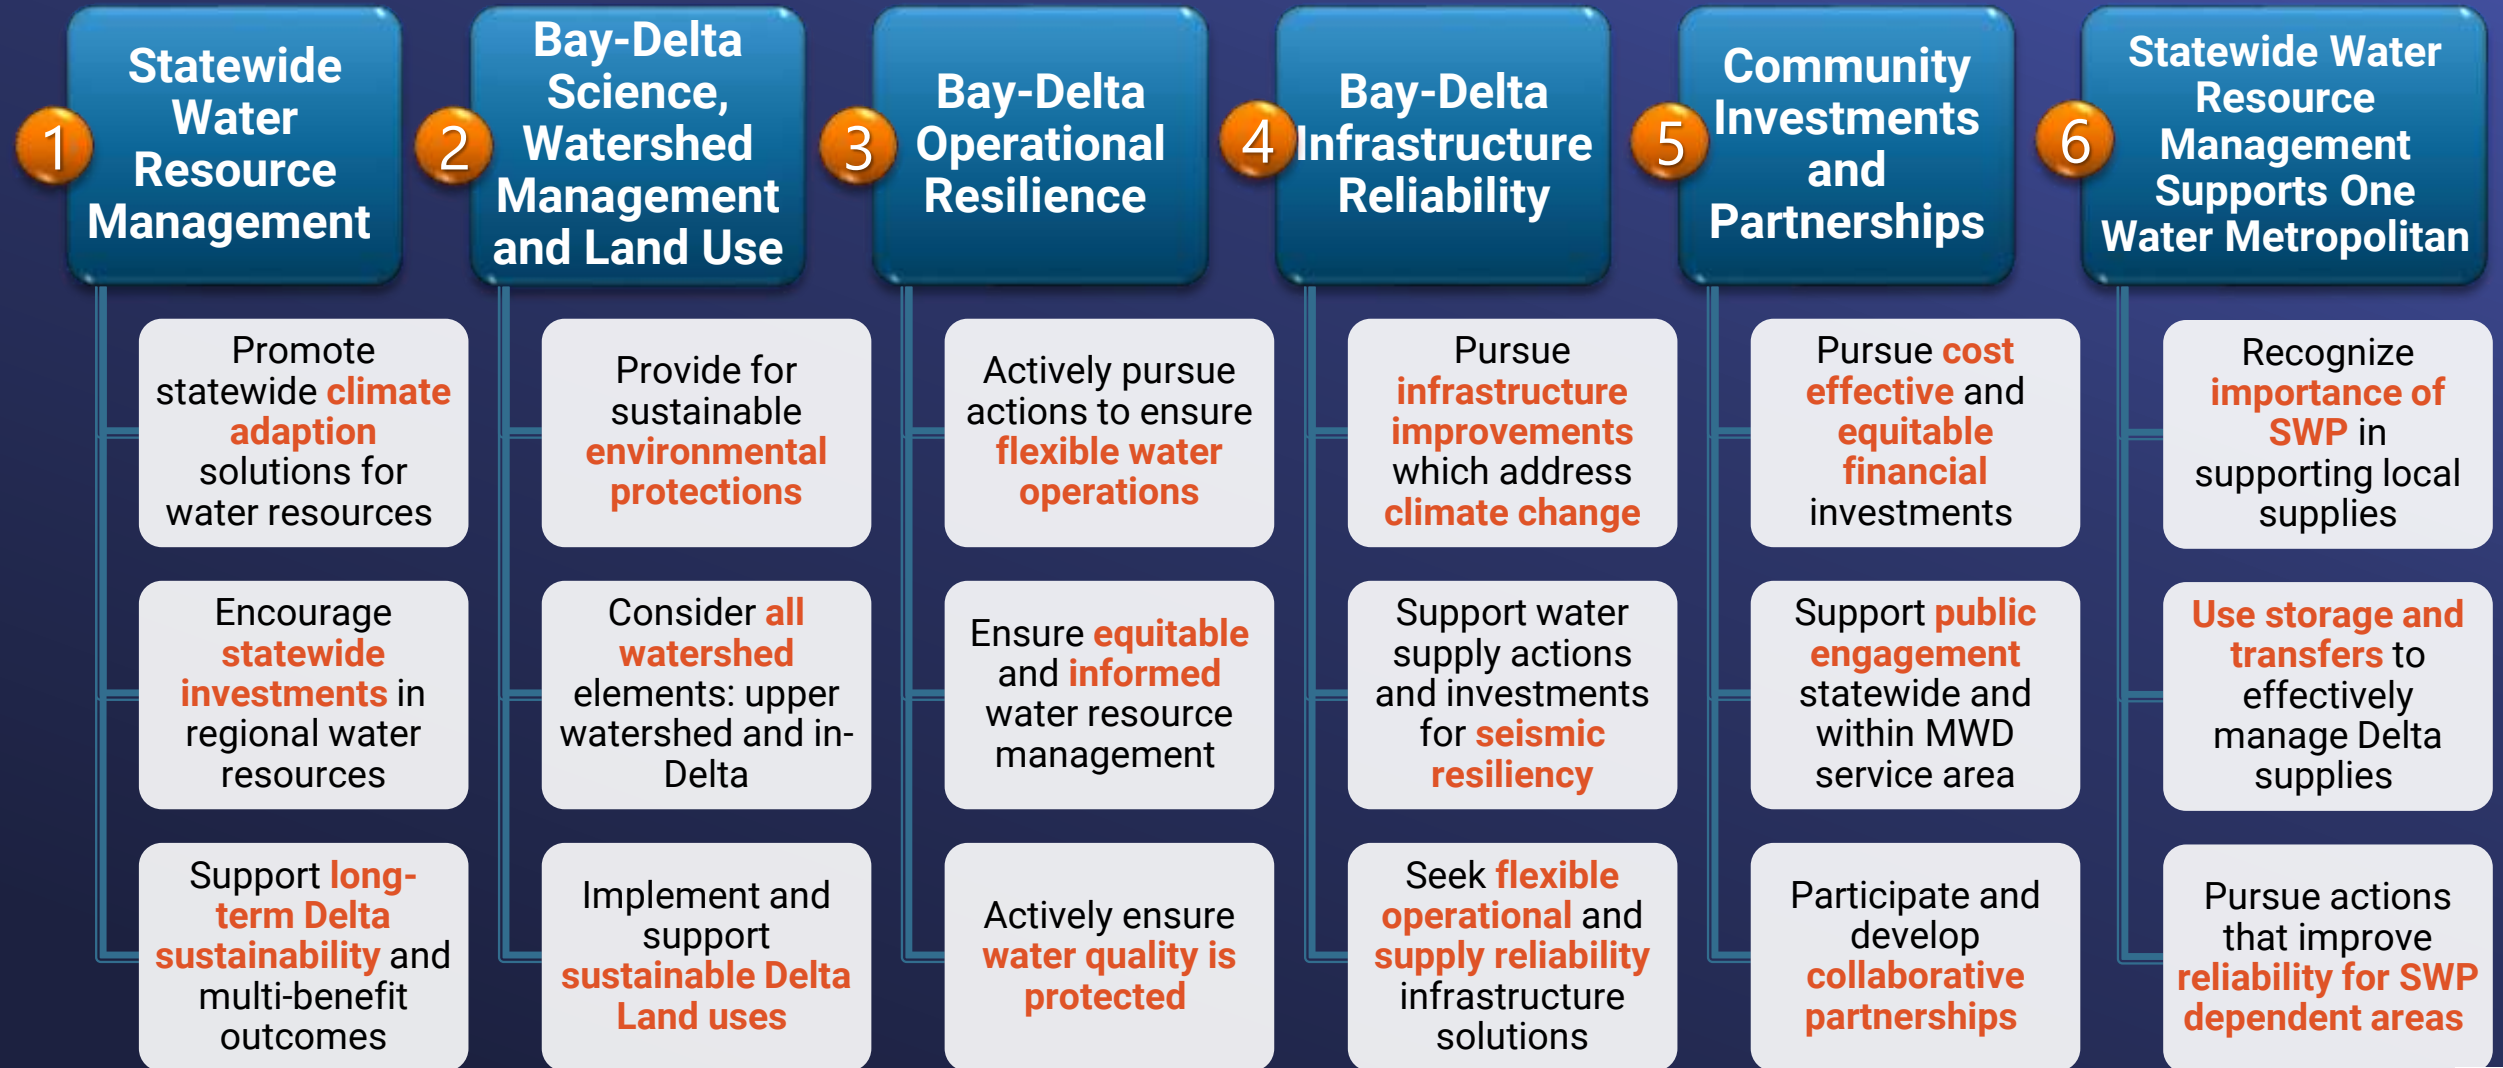 1
Statewide
Water
Resource
Management
Promote
statewide climate
adaption
solutions for
water resources
Encourage
statewide
investments in
regional water
resources
Support long-
term Delta
sustainability and
multi-benefit
outcomes
2
Bay-Delta
Science,
Watershed
Management
and Land Use
Provide for
sustainable
environmental
protections
Consider all
watershed
elements: upper
watershed and in-
Delta
Implement and
support
sustainable Delta
Land uses
3
Bay-Delta
Operational
Resilience
Actively pursue
actions to ensure
flexible water
operations
Ensure equitable
and informed
water resource
management
Actively ensure
water quality is
protected
4
Bay-Delta
Infrastructure
Reliability
Pursue
infrastructure
improvements
which address
climate change
Support water
supply actions
and investments
for seismic
resiliency
Seek flexible
operational and
supply reliability
infrastructure
solutions
5
Community
Investments
and
Partnerships
Pursue cost
effective and
equitable
financial
investments
Support public
engagement
statewide and
within MWD
service area
Participate and
develop
collaborative
partnerships
6
Statewide Water
Resource
Management
Supports One
Water Metropolitan
Recognize
importance of
SWP in
supporting local
supplies
Use storage and
transfers to
effectively
manage Delta
supplies
Pursue actions
that improve
reliability for SWP
dependent areas